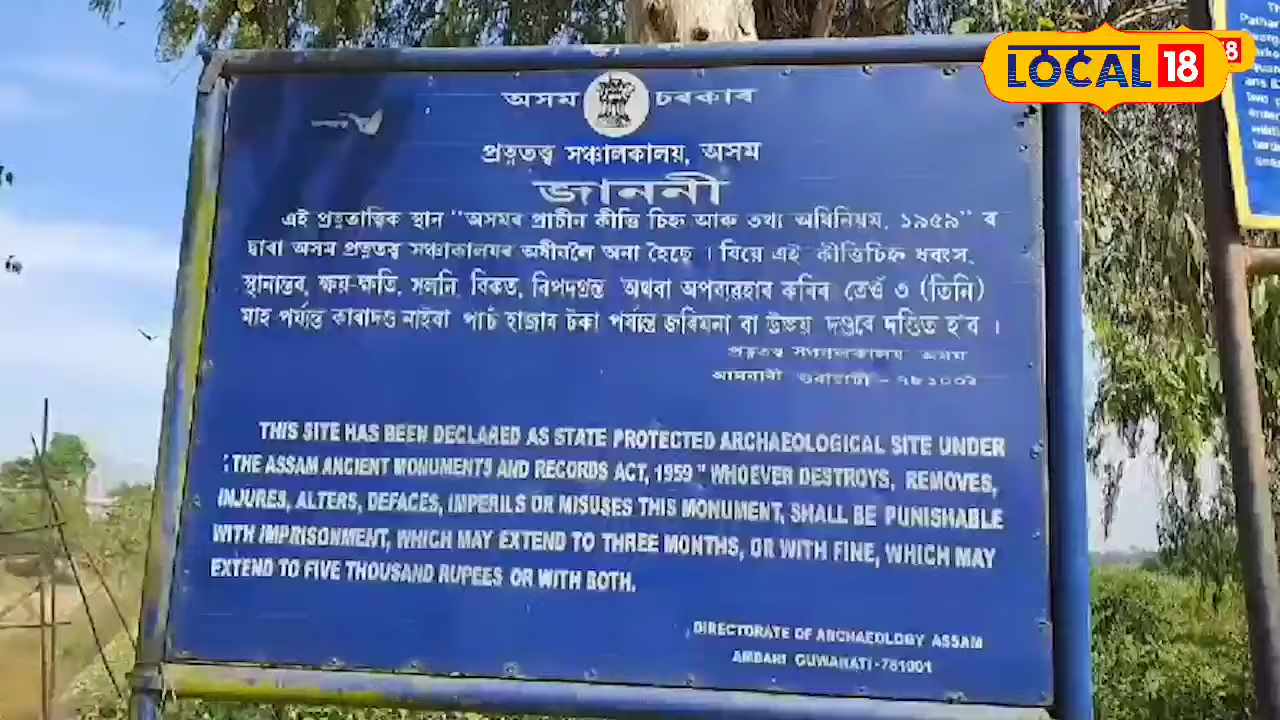 LOCAL 18
অসম চৰকাৰ
প্ৰত্নতত্ত্ব সঞ্চালকালয়, অসম
জাননী
এই প্ৰত্নতাত্ত্বিক স্থান "অসমৰ প্ৰাচীন কীৰ্ত্তি চিহ্ন আৰু তথ্য অধিনিয়ম, ১৯৫৯" ৰ
দ্বাৰা অসম প্ৰত্নতত্ত্ব সঞ্চাকালয়ৰ অধীনলৈ অনা হৈছে । যিয়ে এই কীৰ্ত্তিচিহ্ন ধবংস,
স্থানান্তৰ, ক্ষয়-ক্ষতি, সলনি, বিকৃত, বিপদগ্ৰস্ত অথবা অপব্যৱহাৰ কৰিব তেওঁ ৩ (তিনি)
মাহ পৰ্য্যন্ত কাৰাদণ্ড নাইবা পাচঁ হাজাৰ টকা পৰ্য্যন্ত জৰিমনা বা উভয় দণ্ডৰে দণ্ডিত হ'ব ।
প্ৰত্নতত্ত্ব সঞ্চালকালয় অসম
আমবাৰী গুৱাহাটী - ৭৮১০০১
THIS SITE HAS BEEN DECLARED AS STATE PROTECTED ARCHAEOLOGICAL SITE UNDER
"THE ASSAM ANCIENT MONUMENTS AND RECORDS ACT, 1959" WHOEVER DESTROYS, REMOVES,
INJURES, ALTERS, DEFACES, IMPERILS OR MISUSES THIS MONUMENT, SHALL BE PUNISHABLE
WITH IMPRISONMENT, WHICH MAY EXTEND TO THREE MONTHS, OR WITH FINE, WHICH MAY
EXTEND TO FIVE THOUSAND RUPEES OR WITH BOTH.
DIRECTORATE OF ARCHAEOLOGY ASSAM
AMBARI GUWAHATI-781001